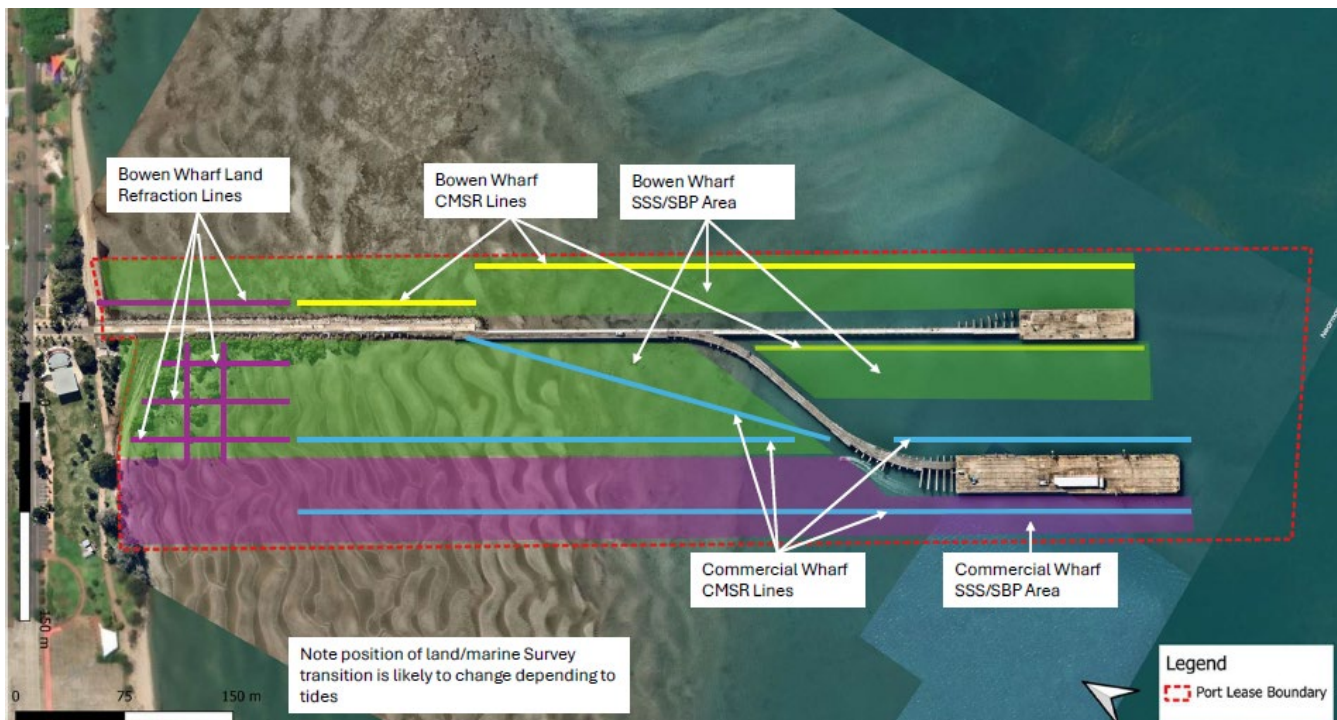 Bowen Wharf Land
Refraction Lines
Bowen Wharf
CMSR Lines
Bowen Wharf
SSS/SBP Area
Commercial Wharf
CMSR Lines
Commercial Wharf
SSS/SBP Area
Note position of land/marine Survey
transition is likely to change depending to
tides
150 m
0 75 150 m
Legend
Port Lease Boundary